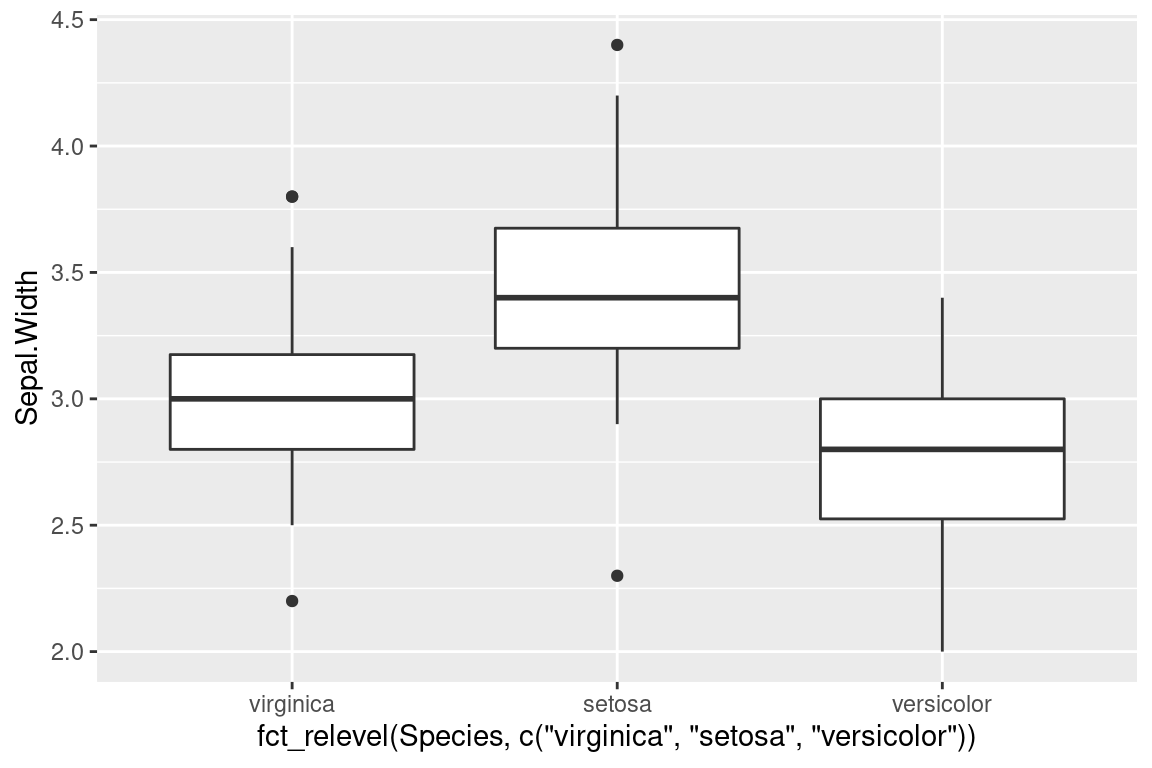 4.5
4.0
3.5
3.0
2.5
2.0
Sepal.Width
virginica setosa versicolor
fct_relevel(Species, c("virginica", "setosa", "versicolor"))